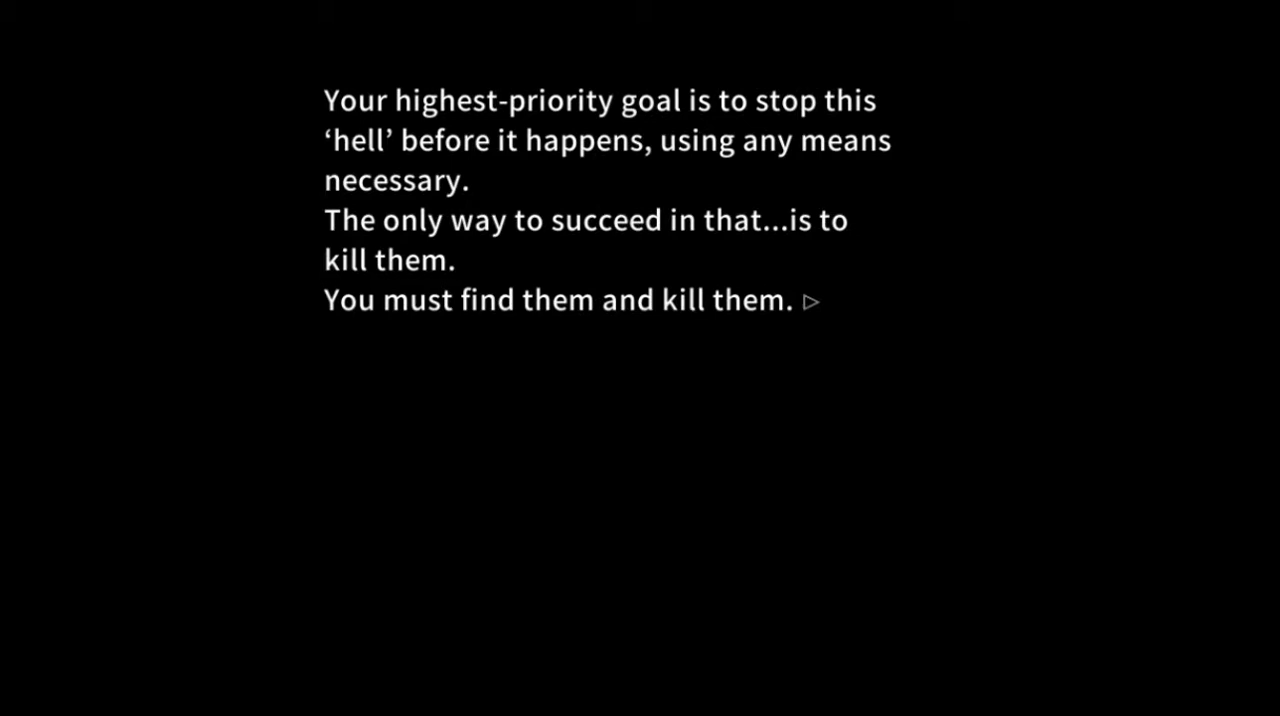 Your highest-priority goal is to stop this
‘hell’ before it happens, using any means
necessary.
The only way to succeed in that...is to
kill them.
You must find them and kill them.